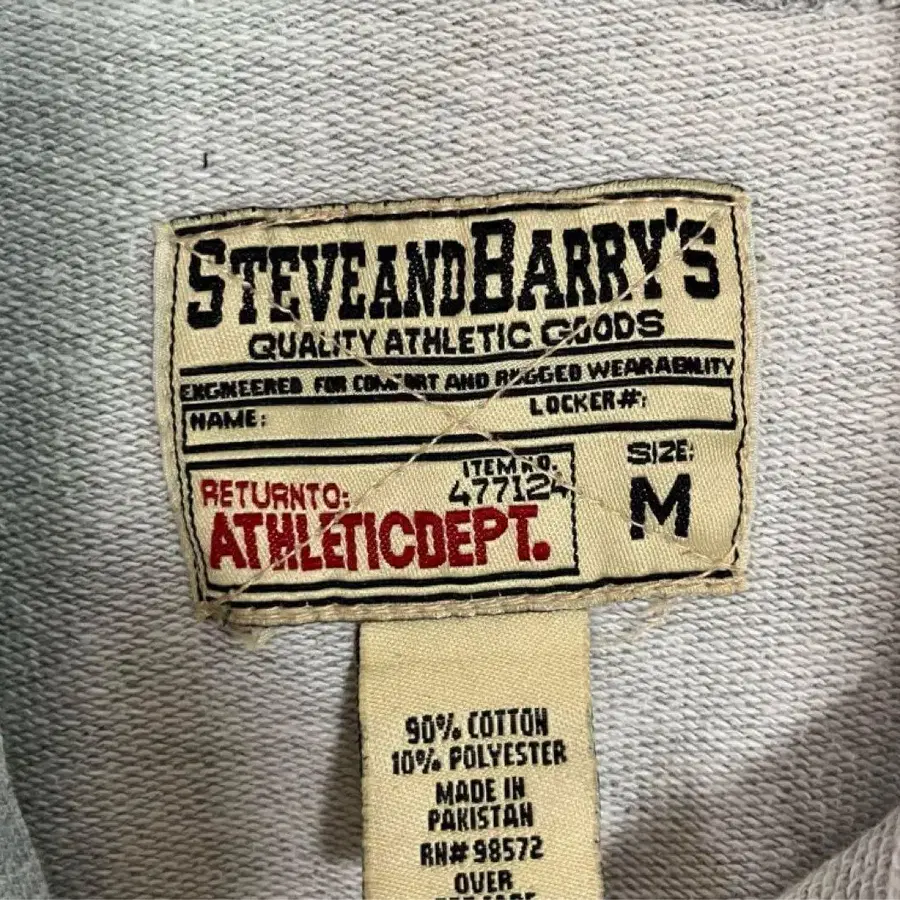 STEVEANDBARRY'S
QUALITY ATHLETIC GOODS
ENGINEERED FOR COMFORT AND RUGGED WEARABILITY
NAME:
LOCKER#:
SIZE:
M
ITEM NO.
477124
RETURNTO:
ATHLETICDEPT.
90% COTTON
10% POLYESTER
MADE IN
PAKISTAN
RN# 98572
OVER